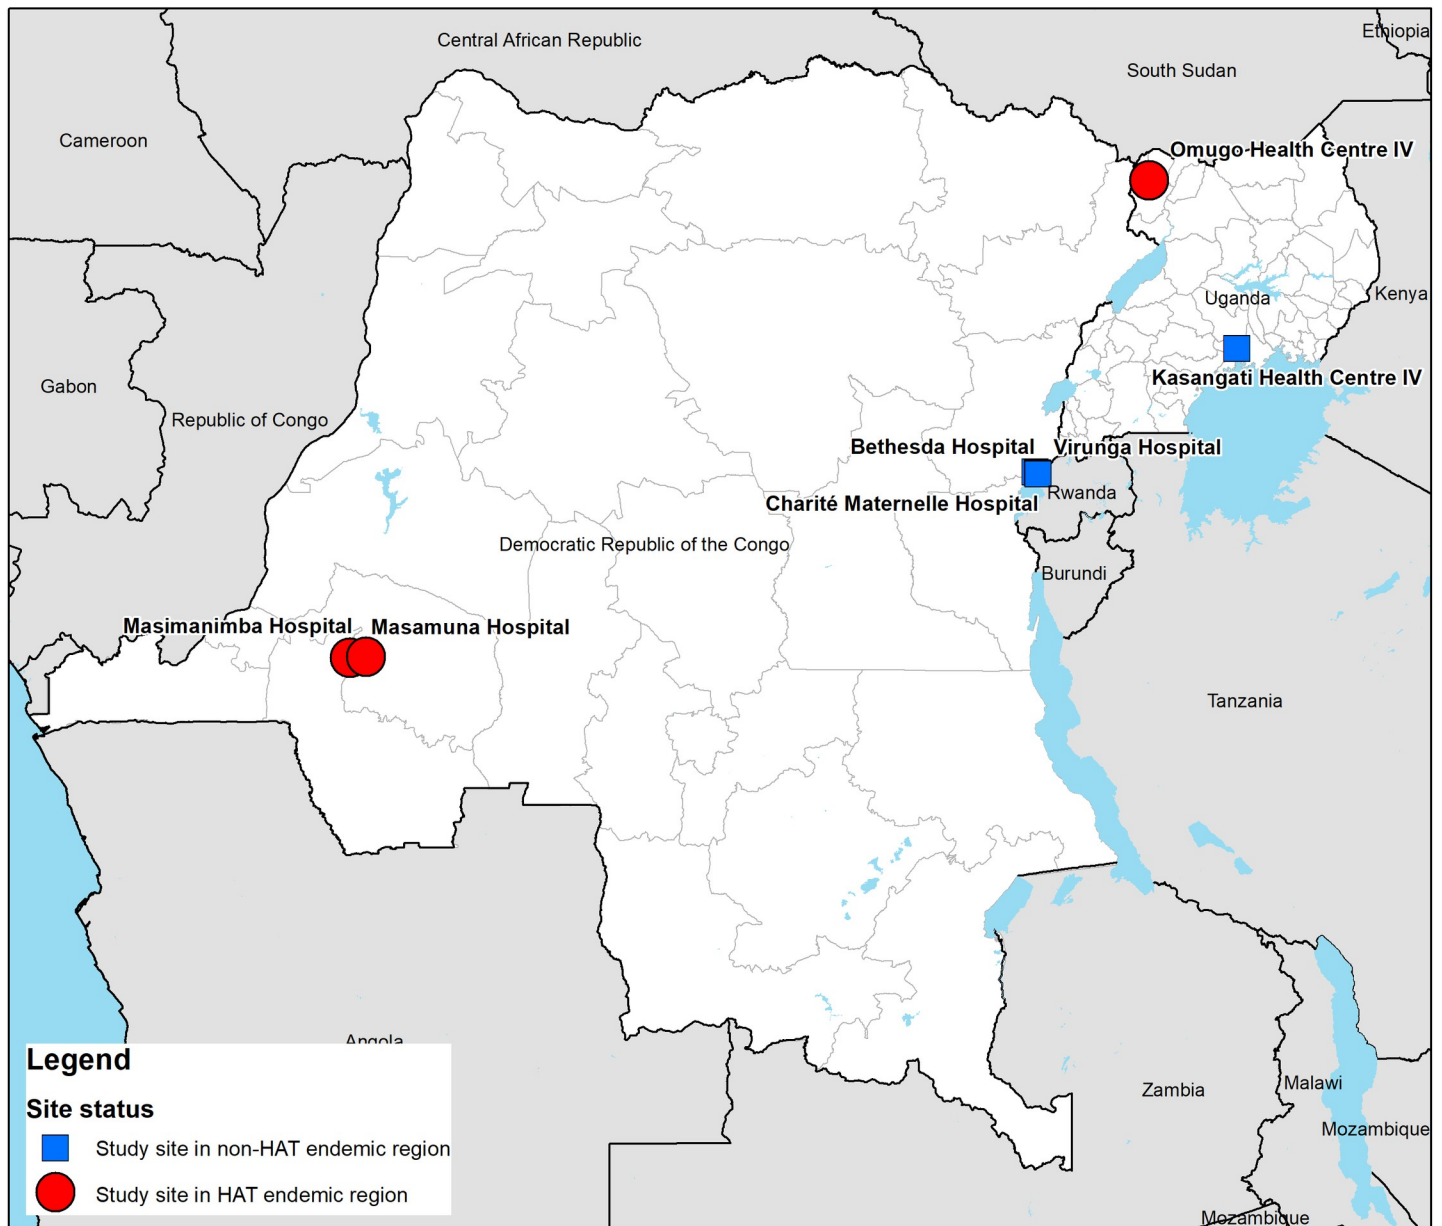 Central African Republic
Ethiopia
South Sudan
Cameroon
Omugo Health Centre IV
Uganda
Kenya
Gabon
Kasangati Health Centre IV
Republic of Congo
Bethesda Hospital
Virunga Hospital
Rwanda
Charité Maternelle Hospital
Democratic Republic of the Congo
Burundi
Masimanimba Hospital
Masamuna Hospital
Tanzania
Angola
Zambia
Malawi
Mozambique
Mozambique
Legend
Site status
Study site in non-HAT endemic region
Study site in HAT endemic region